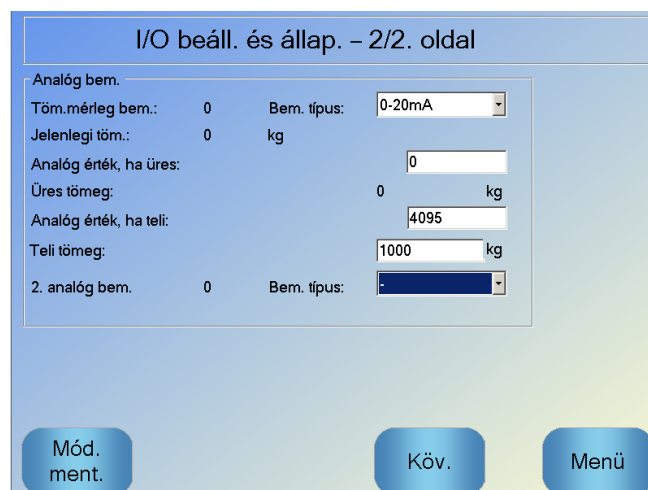 I/O beáll. és állap. – 2/2. oldal
Analóg bem.
Töm.mérleg bem.: 0 Bem. típus: 0-20mA
Jelenlegi töm.: 0 kg
Analóg érték, ha üres: 0
Üres tömeg: 0 kg
Analóg érték, ha teli: 4095
Teli tömeg: 1000 kg
2. analóg bem. 0 Bem. típus: -
Mód. ment. Köv. Menü